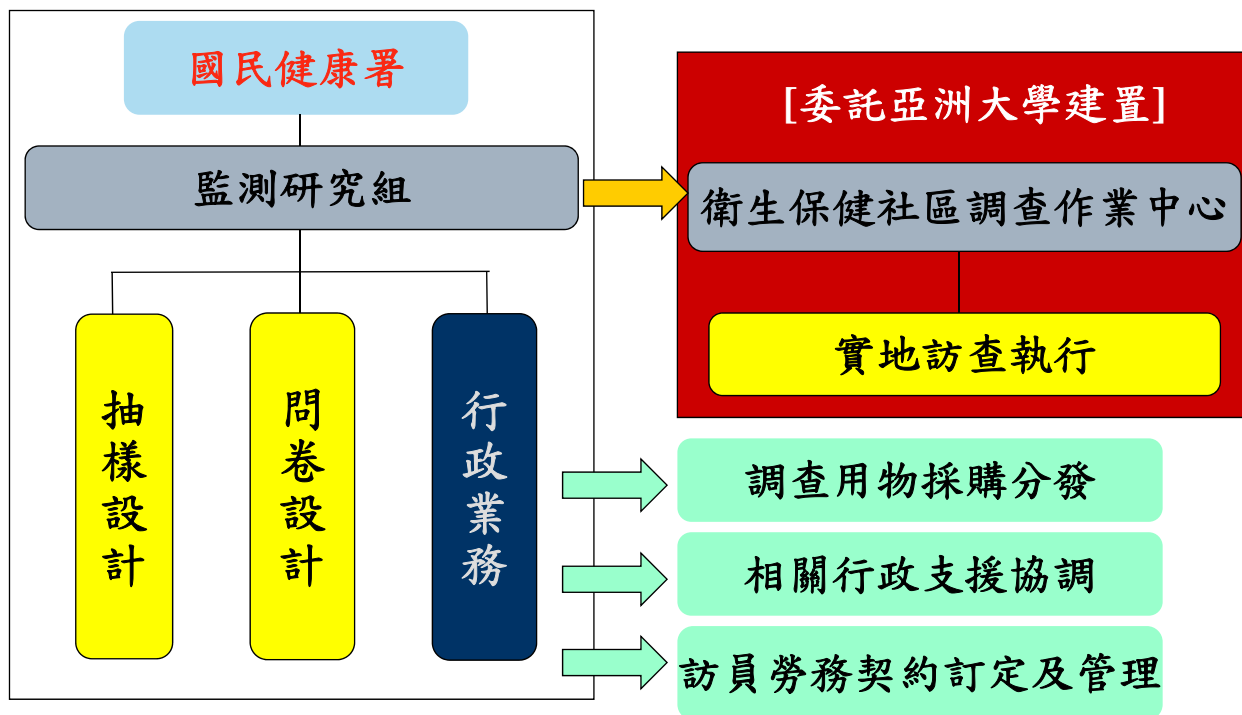 國民健康署
監測研究組
抽樣設計
問卷設計
行政業務
[委託亞洲大學建置]
衛生保健社區調查作業中心
實地訪查執行
調查用物採購分發
相關行政支援協調
訪員勞務契約訂定及管理